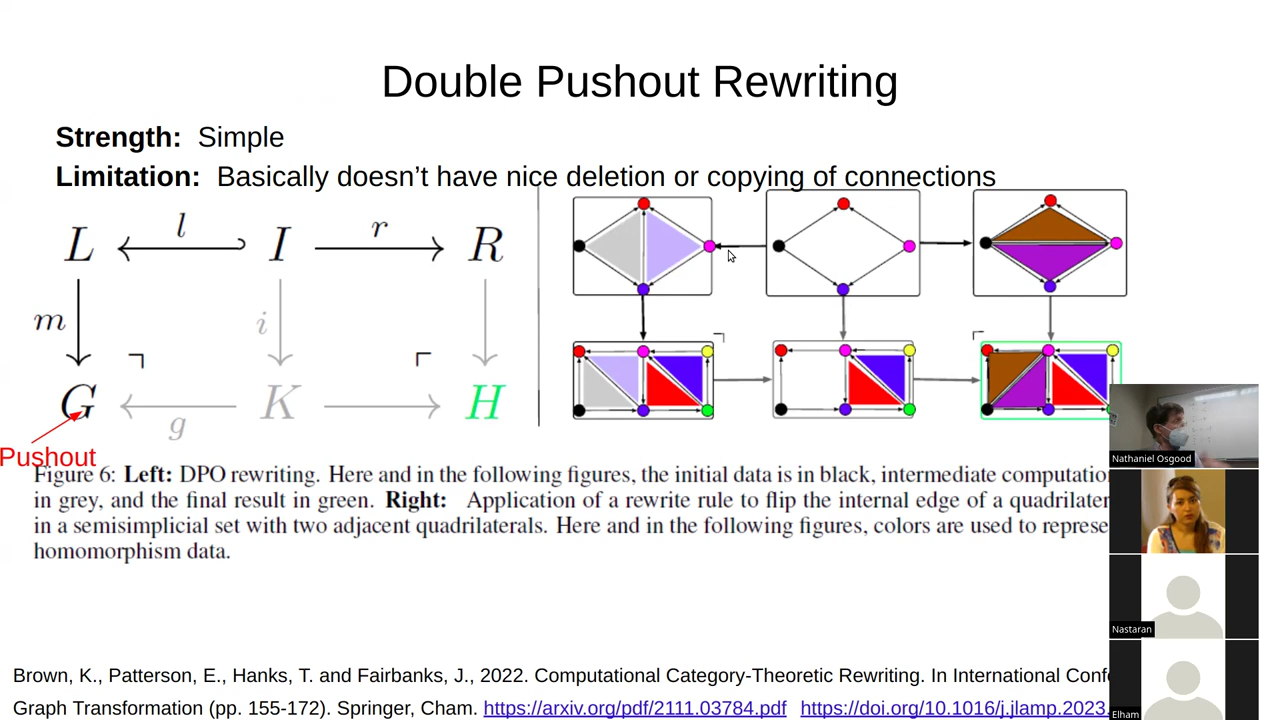 Double Pushout Rewriting
Strength: Simple
Limitation: Basically doesn't have nice deletion or copying of connections
L l I r R
m i
G g K H
Pushout
Figure 6: Left: DPO rewriting. Here and in the following figures, the initial data is in black, intermediate
in grey, and the final result in green. Right: Application of a rewrite rule to flip the internal edge of a
in a semisimplicial set with two adjacent quadrilaterals. Here and in the following figures, colors are used to
homomorphism data.
Nathaniel Osgood
Nastaran
Elham
Brown, K., Patterson, E., Hanks, T. and Fairbanks, J., 2022. Computational Category-Theoretic Rewriting. In International
Graph Transformation (pp. 155-172). Springer, Cham. https://arxiv.org/pdf/2111.03784.pdf https://doi.org/10.1016/j.jlamp.2023.